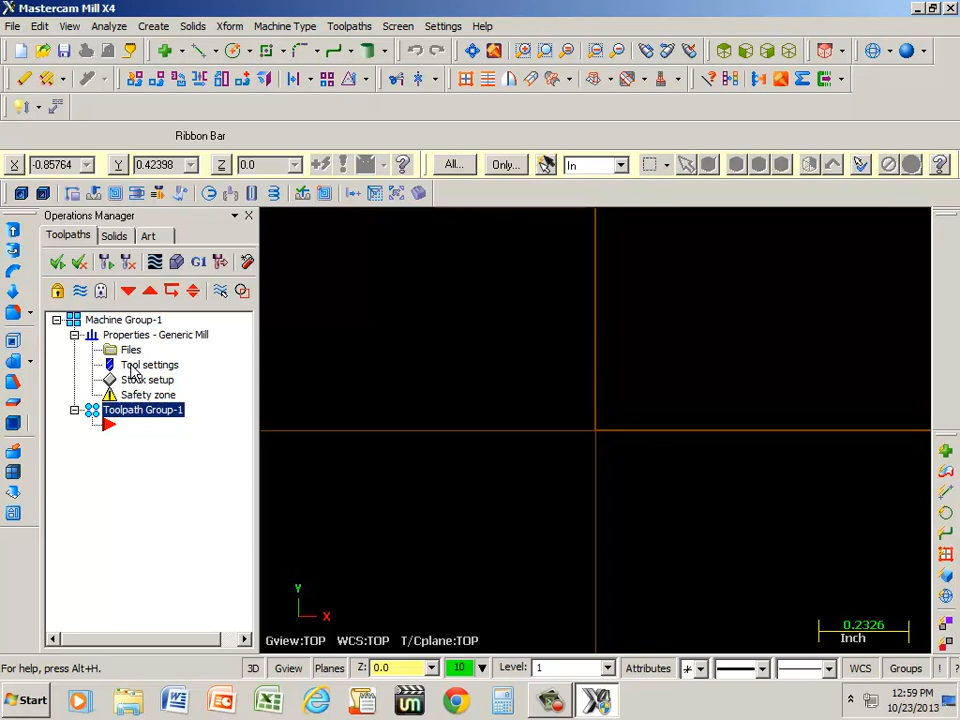 Mastercam Mill X4
File Edit View Analyze Create Solids Xform Machine Type Toolpaths Screen Settings Help
Ribbon Bar
X -0.85764 Y 0.42398 Z 0.0 All... Only... In
Operations Manager
Toolpaths Solids Art
G1
Machine Group-1
Properties - Generic Mill
Files
Tool settings
Stock setup
Safety zone
Toolpath Group-1
Y
X
Gview:TOP WCS:TOP T/Cplane:TOP
0.2326
Inch
For help, press Alt+H. 3D Gview Planes Z: 0.0 10 Level: 1 Attributes * WCS Groups ! ?
Start 12:59 PM
10/23/2013